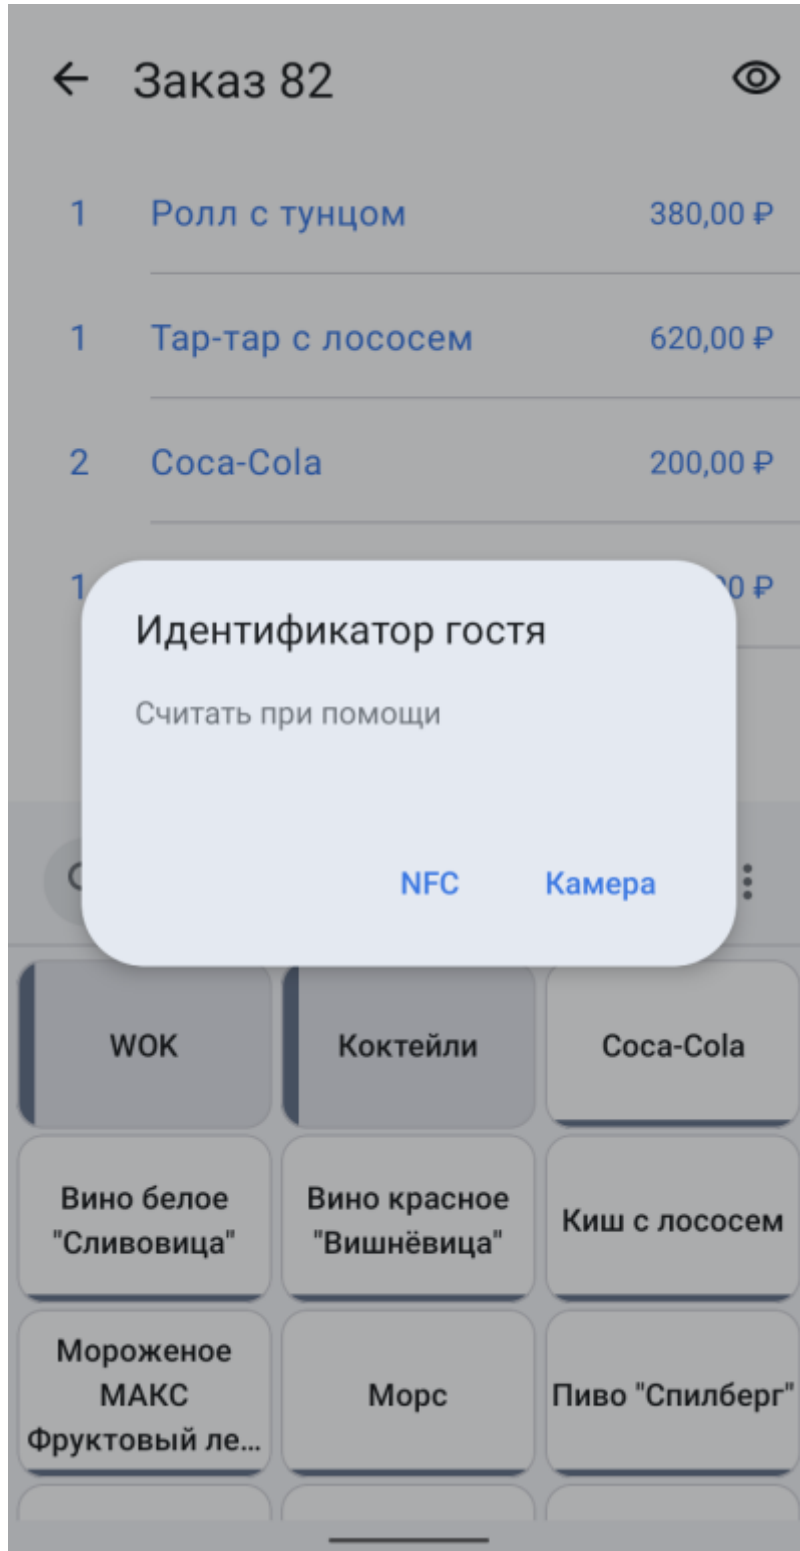 Заказ 82
1 Ролл с тунцом 380,00 ₽
1 Тар-тар с лососем 620,00 ₽
2 Coca-Cola 200,00 ₽
1 0 ₽
Идентификатор гостя
Считать при помощи
NFC Камера
WOK Коктейли Coca-Cola
Вино белое
"Сливовица"
Вино красное
"Вишнёвица"
Киш с лососем
Мороженое
МАКС
Фруктовый ле...
Морс
Пиво "Спилберг"